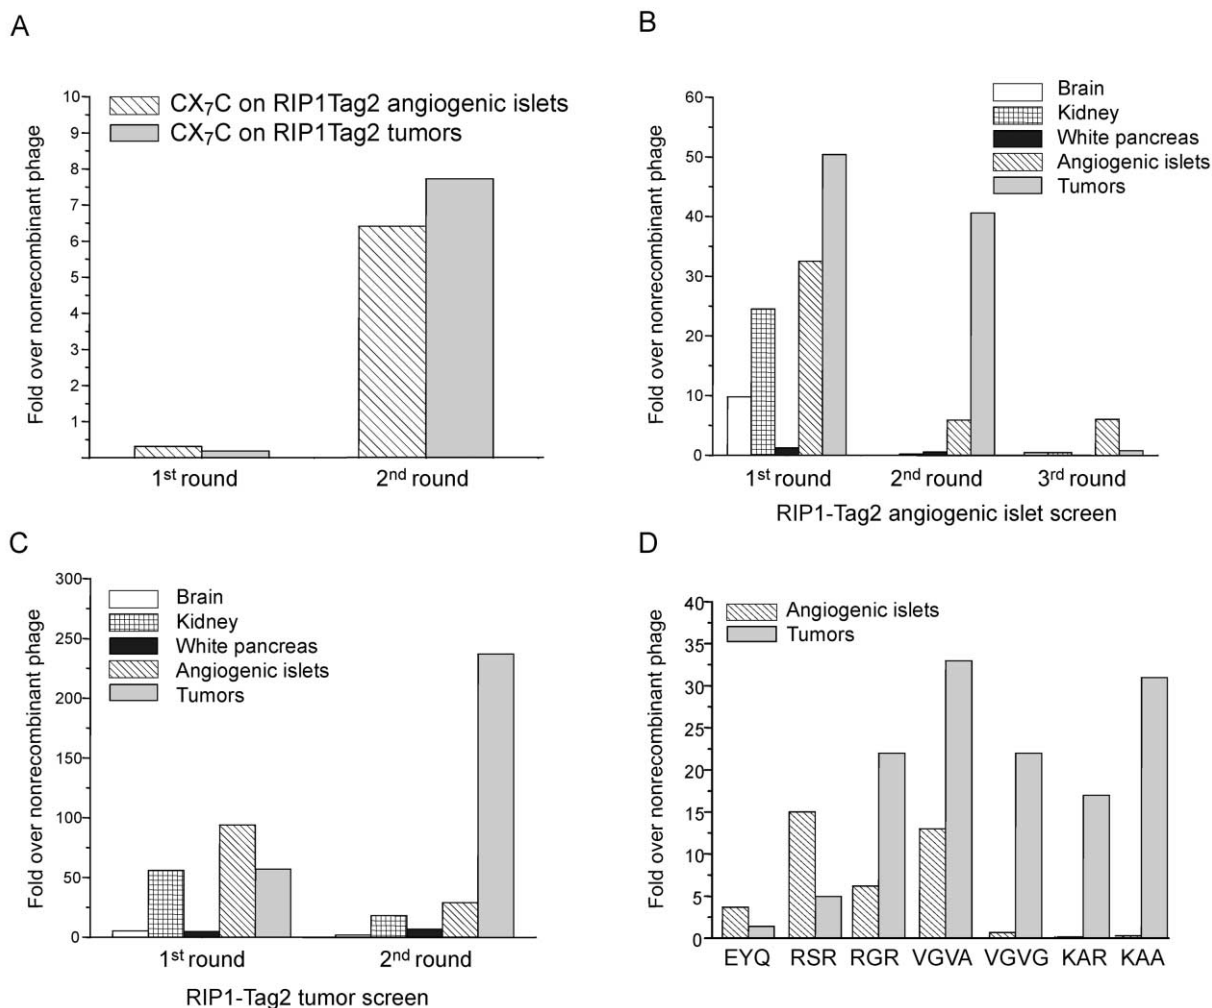 A
Fold over nonrecombinant phage
10
9
8
7
6
5
4
3
2
1
CX₇C on RIP1Tag2 angiogenic islets
CX₇C on RIP1Tag2 tumors
1st round
2nd round
B
Fold over nonrecombinant phage
60
50
40
30
20
10
0
Brain
Kidney
White pancreas
Angiogenic islets
Tumors
1st round
2nd round
3rd round
RIP1-Tag2 angiogenic islet screen
C
Fold over nonrecombinant phage
300
250
200
150
100
50
0
Brain
Kidney
White pancreas
Angiogenic islets
Tumors
1st round
2nd round
RIP1-Tag2 tumor screen
D
Fold over nonrecombinant phage
40
35
30
25
20
15
10
5
0
Angiogenic islets
Tumors
EYQ RSR RGR VGVA VGVG KAR KAA